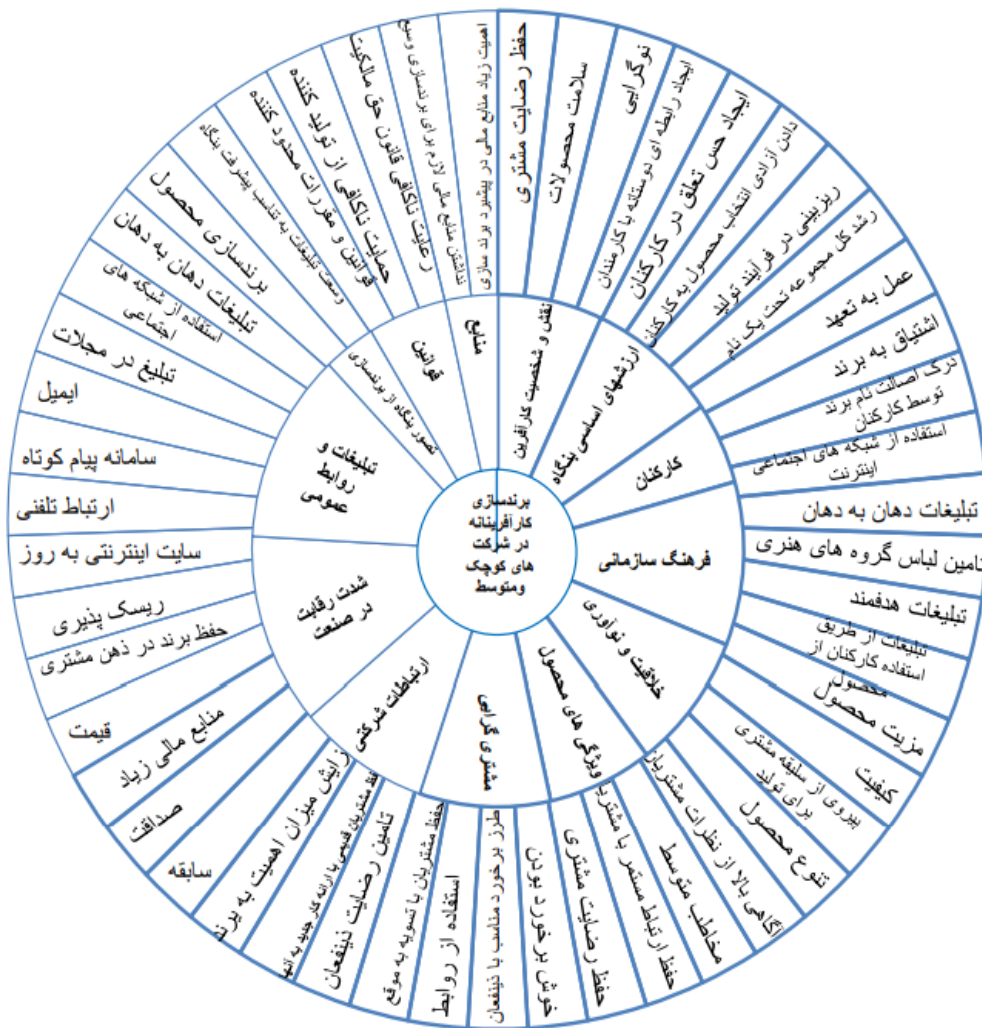 برندسازی
کارآفرینانه
در شرکت
های کوچک
ومتوسط
نقش و شخصیت کارآفرین
ارزشهای اساسی بنگاه
کارکنان
فرهنگ سازمانی
خلاقیت و نوآوری
ویژگی های محصول
مشتری گرایی
ارتباطات شرکتی
شدت رقابت
در صنعت
تبلیغات و
روابط
عمومی
تصور بنگاه از برندسازی
قوانین
منابع
حفظ رضایت مشتری
سلامت محصولات
نوگرایی
ایجاد رابطه ای دوستانه با کارمندان
ایجاد حس تعلق در کارکنان
دادن آزادی انتخاب محصول به کارکنان
ریزبینی در فرآیند تولید
رشد کل مجموعه تحت یک نام
عمل به تعهد
اشتیاق به برند
درک اصالت نام برند
توسط کارکنان
استفاده از شبکه های اجتماعی
اینترنت
تبلیغات دهان به دهان
تامین لباس گروه های هنری
تبلیغات هدفمند
تبلیغات از طریق
استفاده کارکنان از
محصول
مزیت محصول
کیفیت
پیروی از سلیقه مشتری
برای تولید
تنوع محصول
آگاهی بالا از نظرات مشتریان
مخاطب متوسط
حفظ ارتباط مستمر با مشتریا
حفظ رضایت مشتری
خوش برخورد بودن
طرز برخورد مناسب با ذینفعان
استفاده از روابط
حفظ مشتریان با تسویه به موقع
تامین رضایت ذینفعان
فظ مشتریان قدیمی با ارائه کار جدید به آنها
زایش میزان اهمیت به برند
سابقه
صداقت
منابع مالی زیاد
قیمت
حفظ برند در ذهن مشتری
ریسک پذیری
سایت اینترنتی به روز
ارتباط تلفنی
سامانه پیام کوتاه
ایمیل
تبلیغ در مجلات
استفاده از شبکه های
اجتماعی
تبلیغات دهان به دهان
برندسازی محصول
وسعت تبلیغات به تناسب پیشرفت بنگاه
قوانین و مقررات محدود کننده
حمایت ناکافی از تولید کننده
رعایت ناکافی قانون حق مالکیت
نداشتن منابع مالی لازم برای برندسازی وسیع
اهمیت زیاد منابع مالی در پیشبرد برند سازی